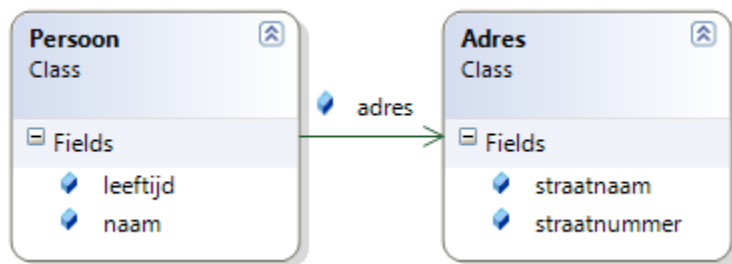 Persoon
Class
Fields
leeftijd
naam
adres
Adres
Class
Fields
straatnaam
straatnummer